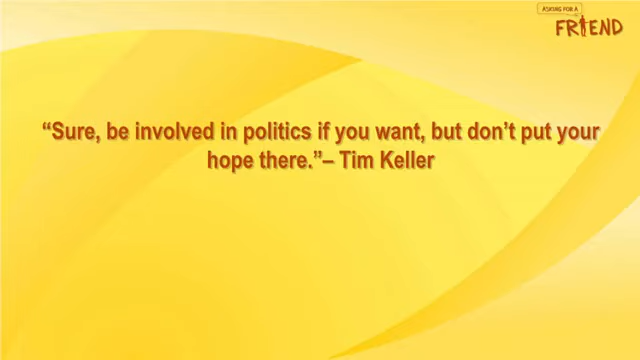 ASKING FOR A
FRIEND
“Sure, be involved in politics if you want, but don’t put your
hope there.”– Tim Keller